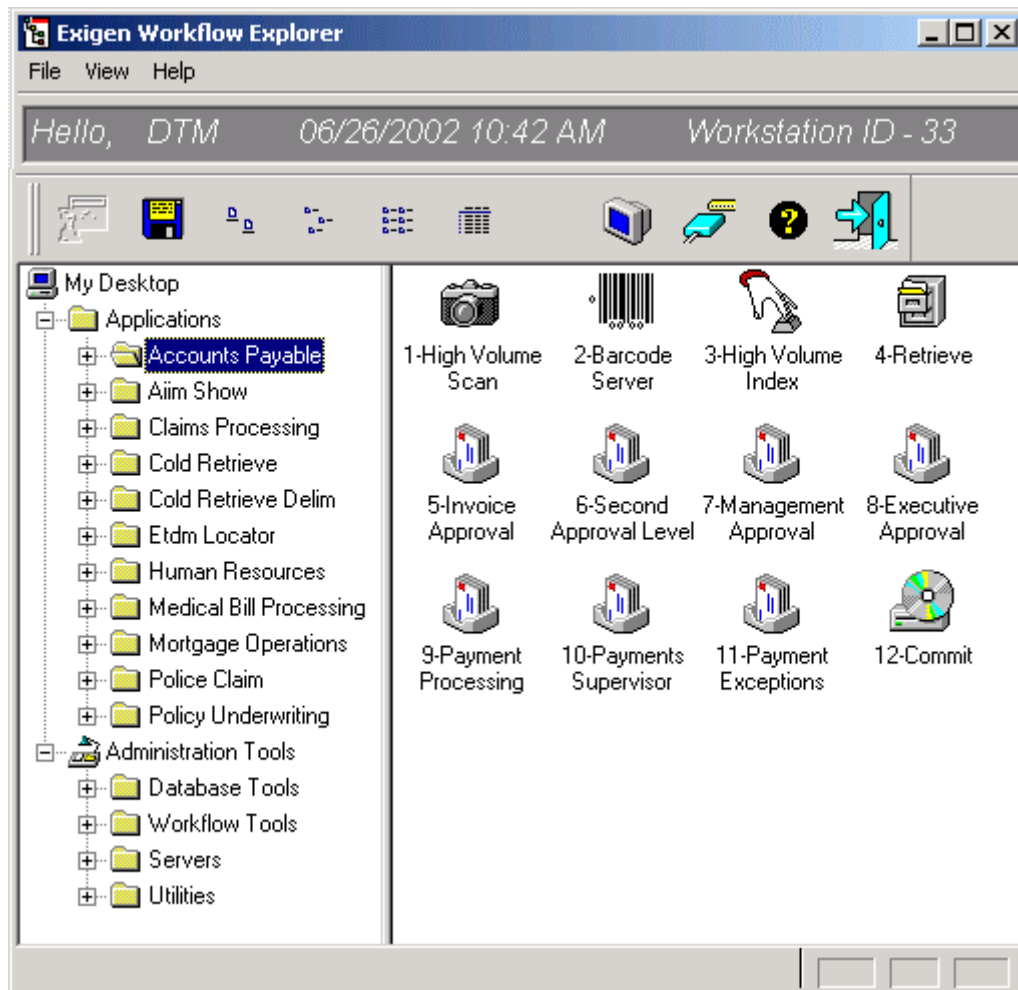 Exigen Workflow Explorer
File View Help
Hello, DTM 06/26/2002 10:42 AM Workstation ID - 33
My Desktop
Applications
Accounts Payable
Aiim Show
Claims Processing
Cold Retrieve
Cold Retrieve Delim
Etdm Locator
Human Resources
Medical Bill Processing
Mortgage Operations
Police Claim
Policy Underwriting
Administration Tools
Database Tools
Workflow Tools
Servers
Utilities
1-High Volume
Scan
2-Barcode
Server
3-High Volume
Index
4-Retrieve
5-Invoice
Approval
6-Second
Approval Level
7-Management
Approval
8-Executive
Approval
9-Payment
Processing
10-Payments
Supervisor
11-Payment
Exceptions
12-Commit